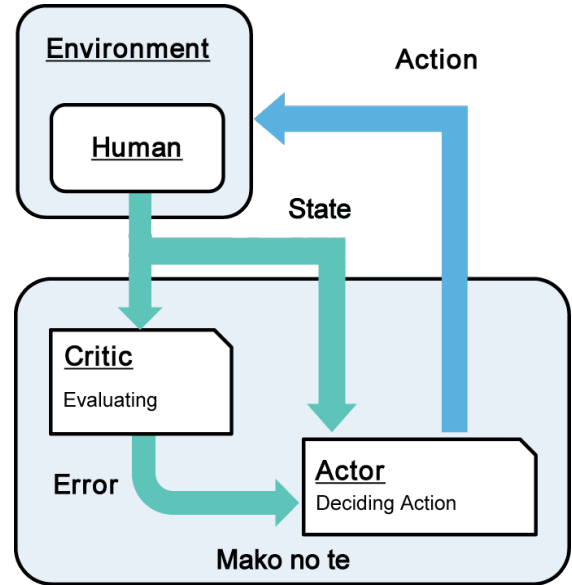 Environment
Action
Human
State
Critic
Evaluating
Error
Actor
Deciding Action
Mako no te